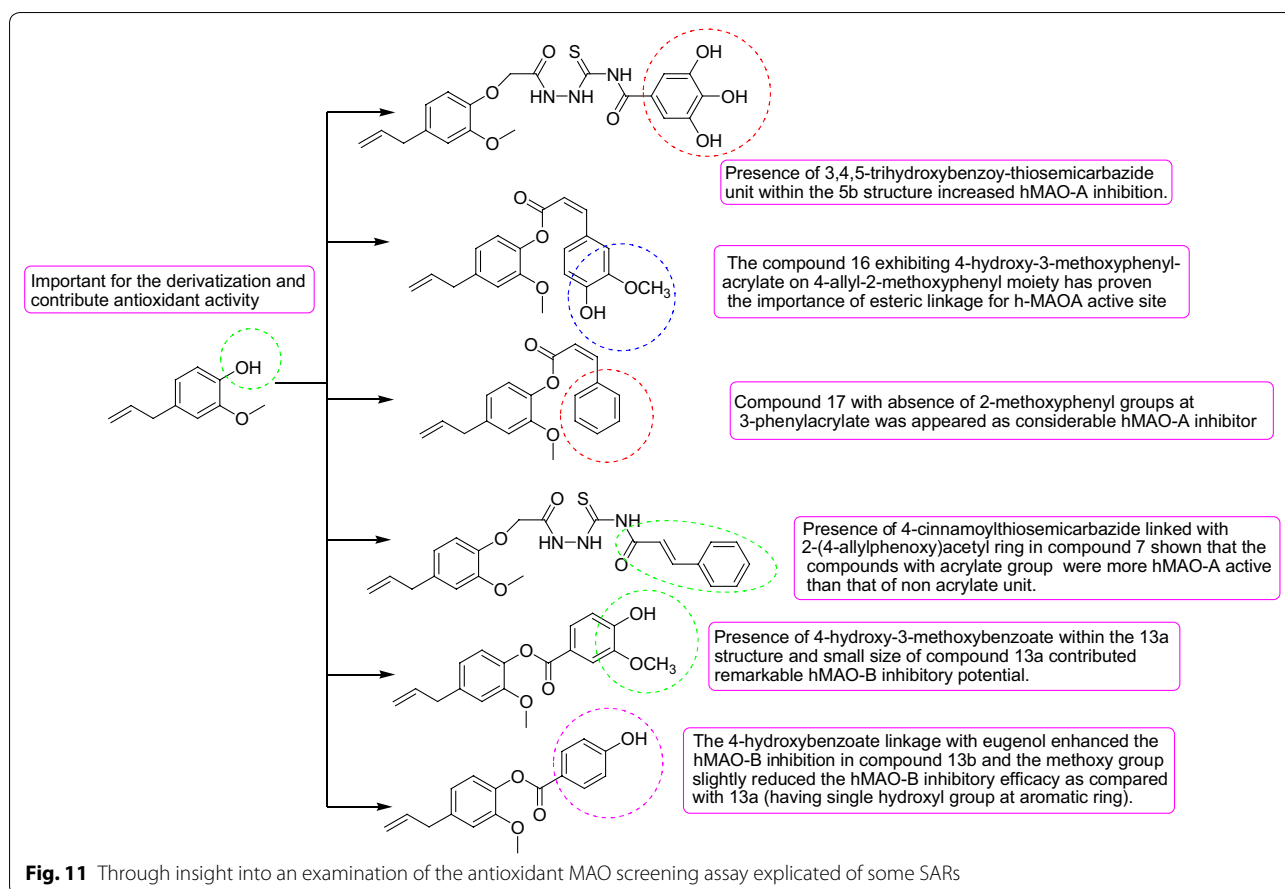 O
S
OH
O
NH
HN-NH
OH
O
O
OH
Presence of 3,4,5-trihydroxybenzoy-thiosemicarbazide
unit within the 5b structure increased hMAO-A inhibition.
O
O
O
OCH3
OH
The compound 16 exhibiting 4-hydroxy-3-methoxyphenyl-
acrylate on 4-allyl-2-methoxyphenyl moiety has proven
the importance of esteric linkage for h-MAOA active site
Important for the derivatization and
contribute antioxidant activity
OH
O
O
O
O
Compound 17 with absence of 2-methoxyphenyl groups at
3-phenylacrylate was appeared as considerable hMAO-A inhibitor
O
S
O
NH
HN-NH
O
O
Presence of 4-cinnamoylthiosemicarbazide linked with
2-(4-allylphenoxy)acetyl ring in compound 7 shown that the
compounds with acrylate group were more hMAO-A active
than that of non acrylate unit.
OH
O
OCH3
O
O
Presence of 4-hydroxy-3-methoxybenzoate within the 13a
structure and small size of compound 13a contributed
remarkable hMAO-B inhibitory potential.
OH
O
O
O
The 4-hydroxybenzoate linkage with eugenol enhanced the
hMAO-B inhibition in compound 13b and the methoxy group
slightly reduced the hMAO-B inhibitory efficacy as compared
with 13a (having single hydroxyl group at aromatic ring).
Fig. 11 Through insight into an examination of the antioxidant MAO screening assay explicated of some SARs